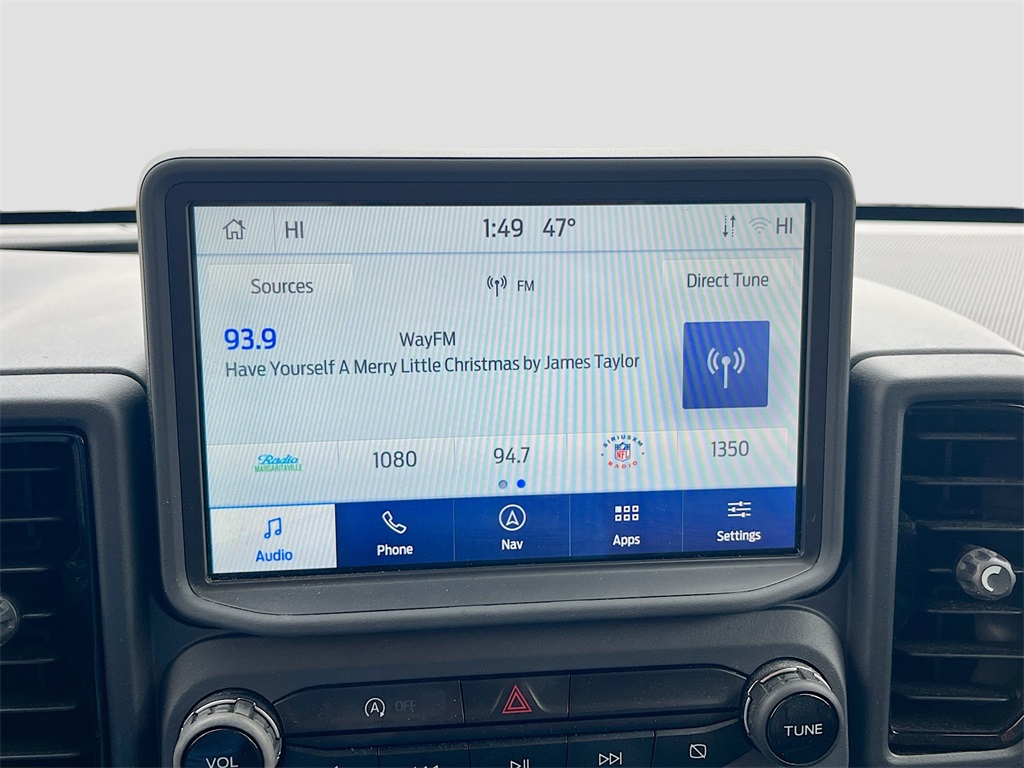 HI 1:49 47° HI
Sources FM Direct Tune
93.9 WayFM
Have Yourself A Merry Little Christmas by James Taylor
Radio
MARGARITAVILLE
1080 94.7
SIRIUSXM
NFL
RADIO
1350
Audio Phone Nav Apps Settings
A OFF
VOL TUNE